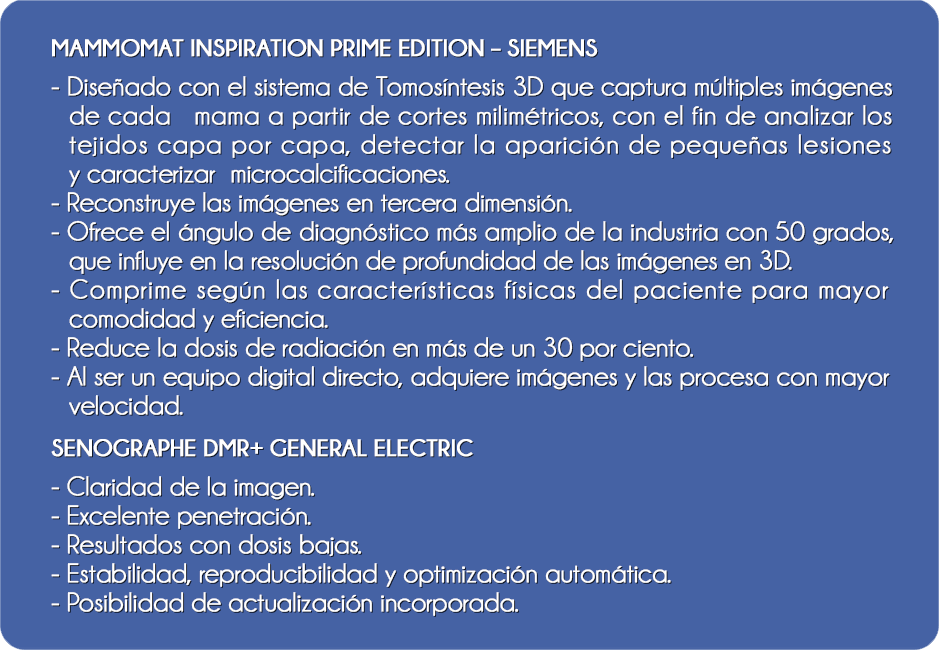 MAMMOMAT INSPIRATION PRIME EDITION – SIEMENS
- Diseñado con el sistema de Tomosíntesis 3D que captura múltiples imágenes
de cada mama a partir de cortes milimétricos, con el fin de analizar los
tejidos capa por capa, detectar la aparición de pequeñas lesiones
y caracterizar microcalcificaciones.
- Reconstruye las imágenes en tercera dimensión.
- Ofrece el ángulo de diagnóstico más amplio de la industria con 50 grados,
que influye en la resolución de profundidad de las imágenes en 3D.
- Comprime según las características físicas del paciente para mayor
comodidad y eficiencia.
- Reduce la dosis de radiación en más de un 30 por ciento.
- Al ser un equipo digital directo, adquiere imágenes y las procesa con mayor
velocidad.
SENOGRAPHE DMR+ GENERAL ELECTRIC
- Claridad de la imagen.
- Excelente penetración.
- Resultados con dosis bajas.
- Estabilidad, reproducibilidad y optimización automática.
- Posibilidad de actualización incorporada.